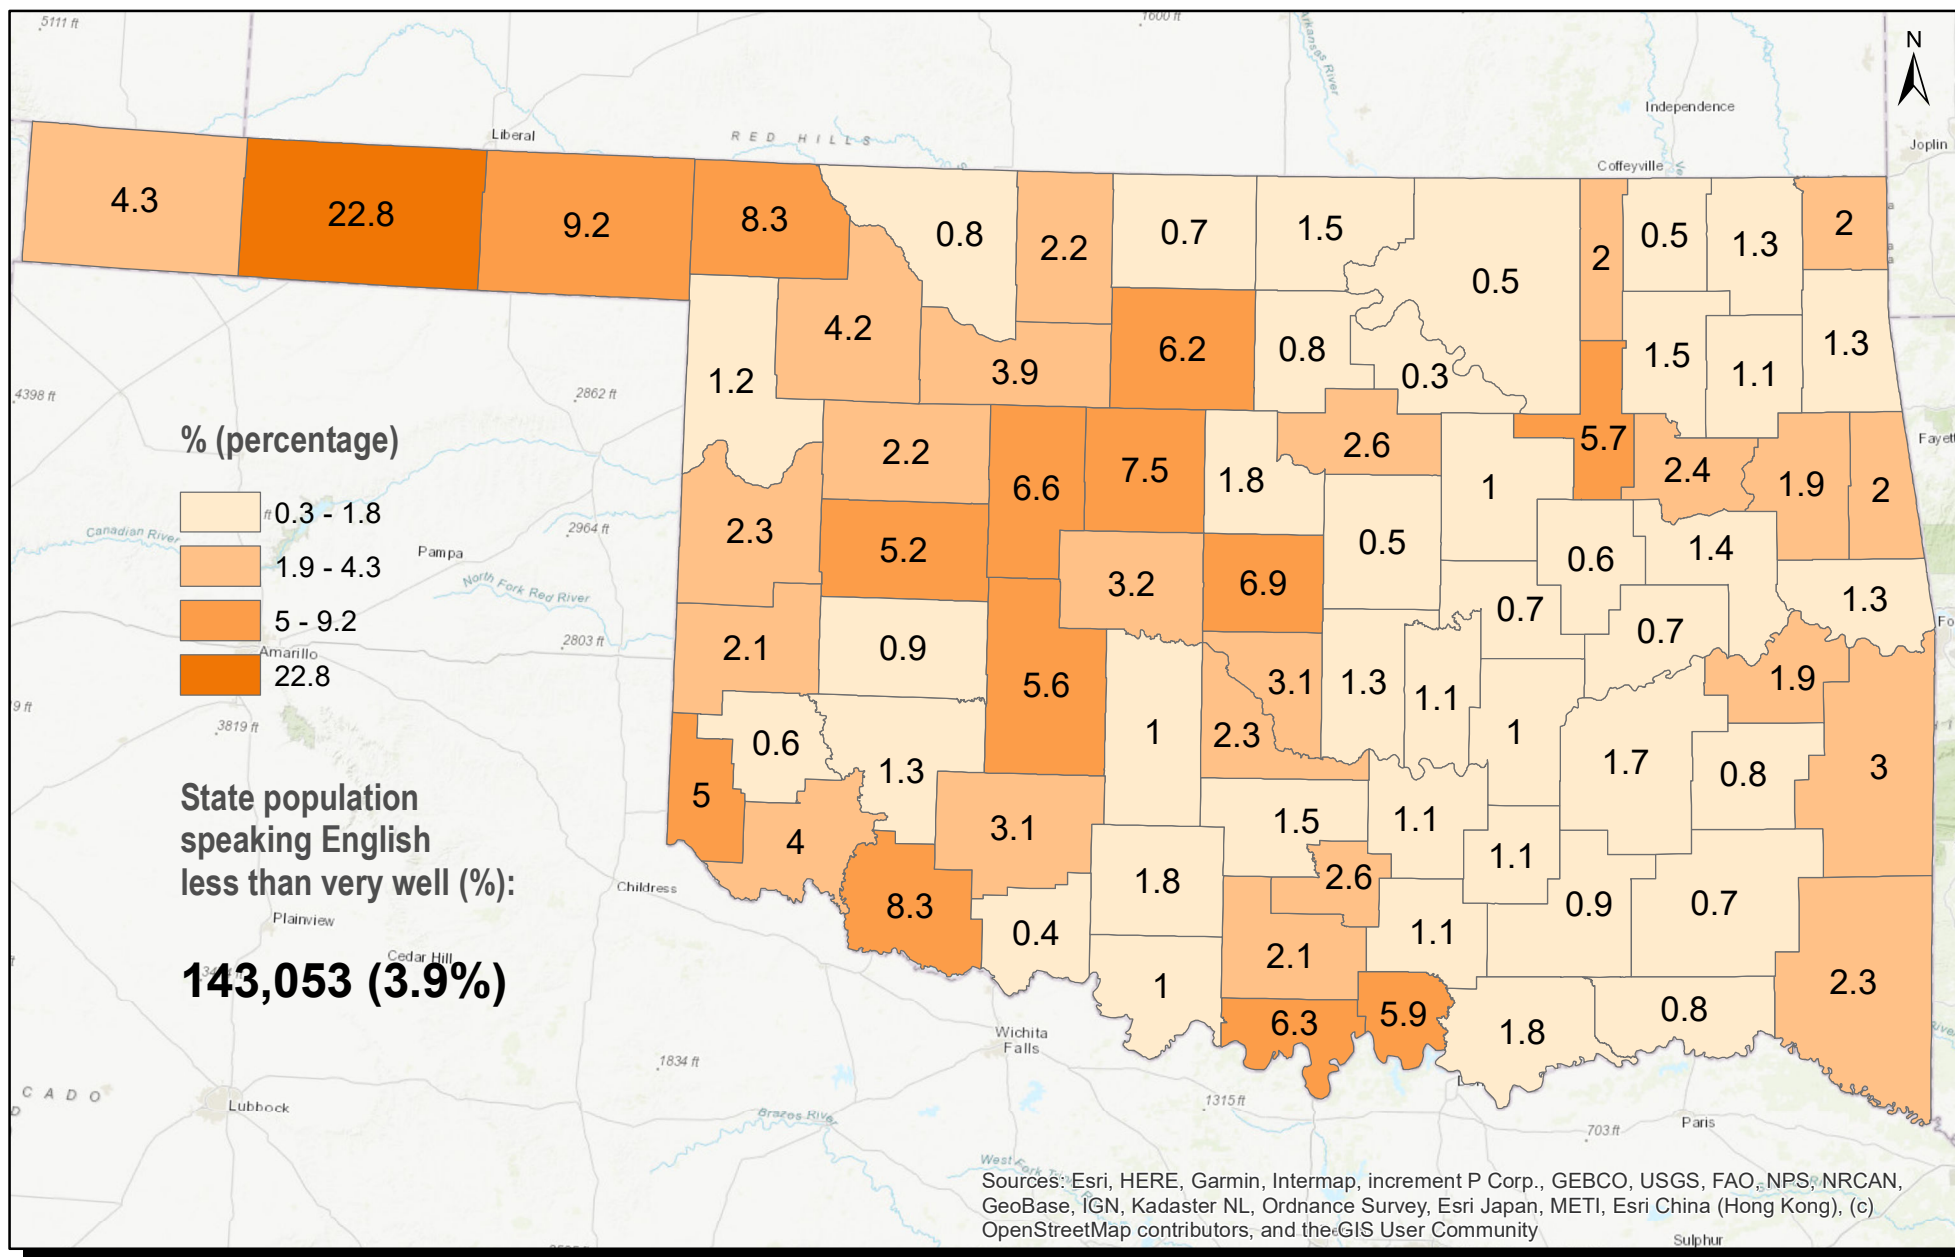 5111 ft
1600 ft
Arkansas River
N
Independence
Joplin
Coffeyville
Liberal
RED HILLS
4.3
22.8
9.2
8.3
0.8
2.2
0.7
1.5
0.5
2
0.5
1.3
2
4.2
3.9
6.2
0.8
0.3
1.5
1.1
1.3
1.2
4398 ft
2862 ft
% (percentage)
0.3 - 1.8
1.9 - 4.3
5 - 9.2
22.8
Canadian River
Pampa
2964 ft
North Fork Red River
2803 ft
Amarillo
3819 ft
9 ft
2.2
6.6
7.5
1.8
2.6
1
5.7
2.4
1.9
2
Fayett
2.3
5.2
3.2
6.9
0.5
0.6
1.4
1.3
Fo
2.1
0.9
5.6
1
3.1
2.3
1.3
1.1
0.7
0.7
1.9
0.6
1.3
1
1.7
0.8
3
5
4
3.1
1.5
1.1
1.1
2.6
8.3
0.4
1.8
2.1
1.1
0.9
0.7
2.3
1
6.3
5.9
1.8
0.8
State population
speaking English
less than very well (%):
143,053 (3.9%)
Childress
Plainview
Cedar Hill
Wichita
Falls
1834 ft
CADO
Lubbock
Brazos River
1315 ft
703 ft
Paris
West Fork
Sulphur
Sources: Esri, HERE, Garmin, Intermap, increment P Corp., GEBCO, USGS, FAO, NPS, NRCAN,
GeoBase, IGN, Kadaster NL, Ordnance Survey, Esri Japan, METI, Esri China (Hong Kong), (c)
OpenStreetMap contributors, and the GIS User Community